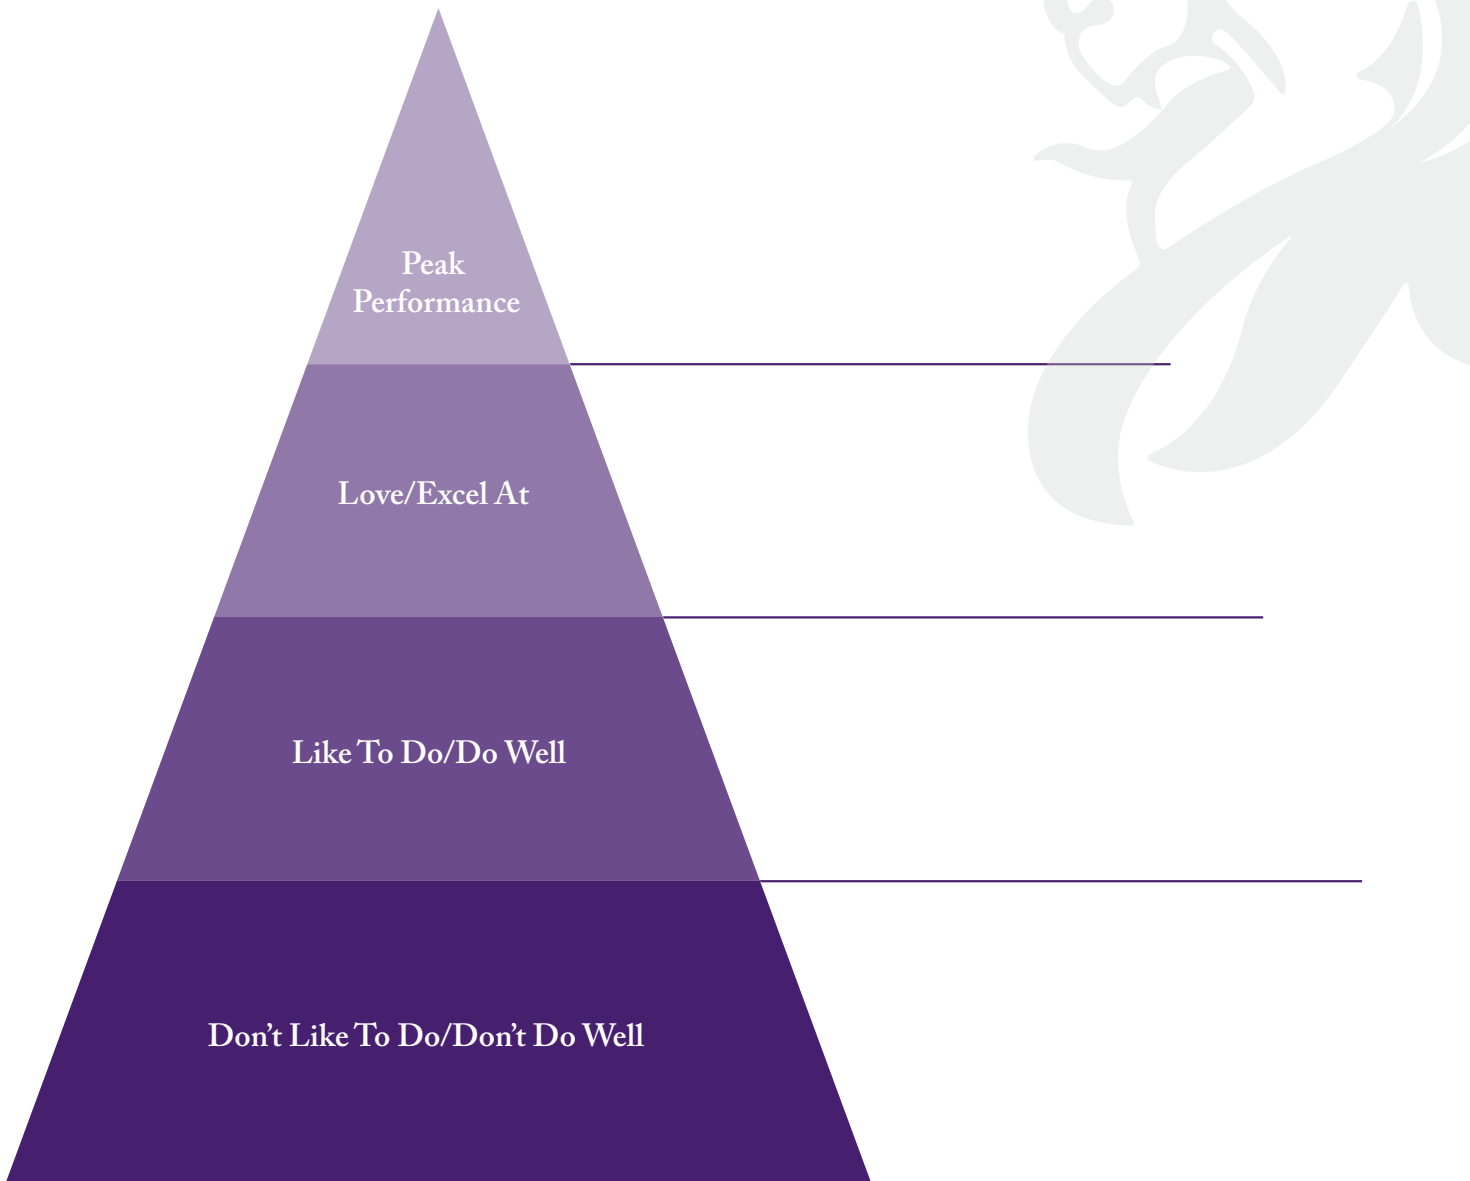 Peak
Performance
Love/Excel At
Like To Do/Do Well
Don’t Like To Do/Don’t Do Well